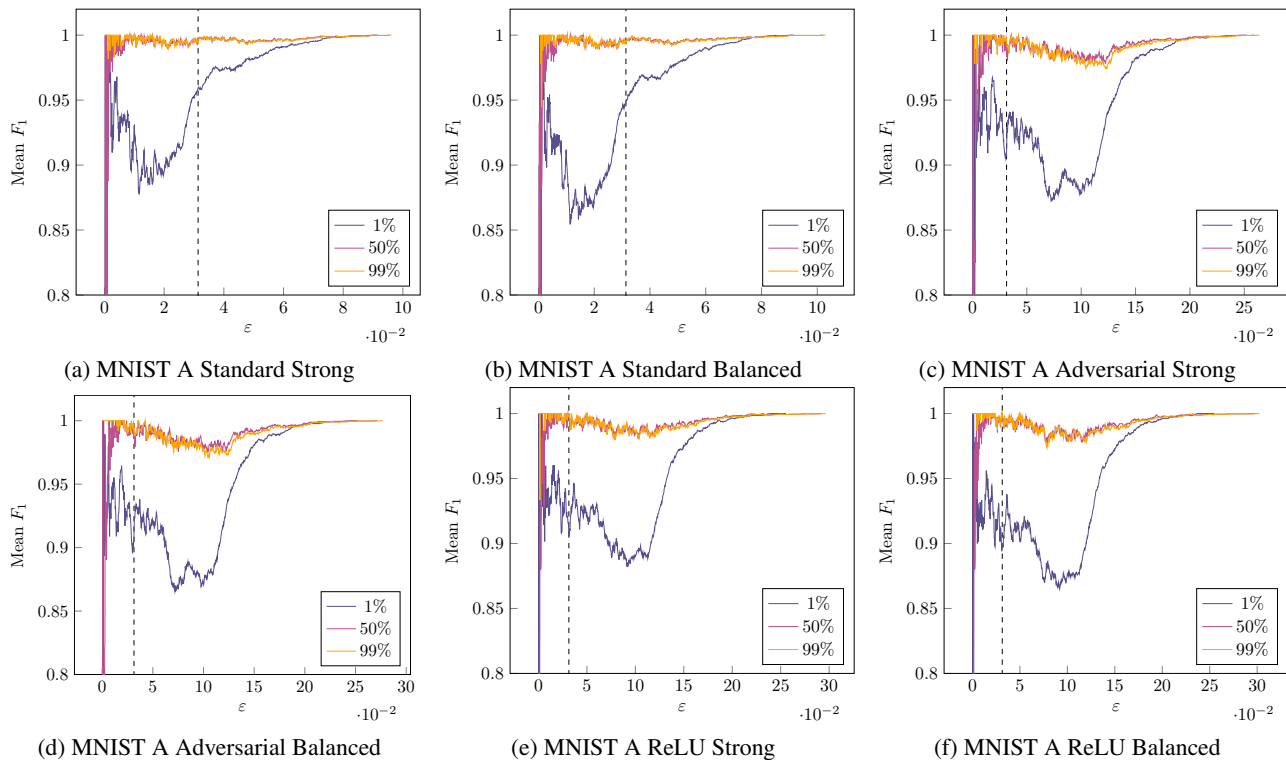 1
0.95
0.9
0.85
0.8
Mean F₁
0 2 4 6 8 10
ε
·10⁻²
1%
50%
99%
(a) MNIST A Standard Strong
1
0.95
0.9
0.85
0.8
Mean F₁
0 2 4 6 8 10
ε
·10⁻²
1%
50%
99%
(b) MNIST A Standard Balanced
1
0.95
0.9
0.85
0.8
Mean F₁
0 5 10 15 20 25
ε
·10⁻²
1%
50%
99%
(c) MNIST A Adversarial Strong
1
0.95
0.9
0.85
0.8
Mean F₁
0 5 10 15 20 25 30
ε
·10⁻²
1%
50%
99%
(d) MNIST A Adversarial Balanced
1
0.95
0.9
0.85
0.8
Mean F₁
0 5 10 15 20 25 30
ε
·10⁻²
1%
50%
99%
(e) MNIST A ReLU Strong
1
0.95
0.9
0.85
0.8
Mean F₁
0 5 10 15 20 25 30
ε
·10⁻²
1%
50%
99%
(f) MNIST A ReLU Balanced